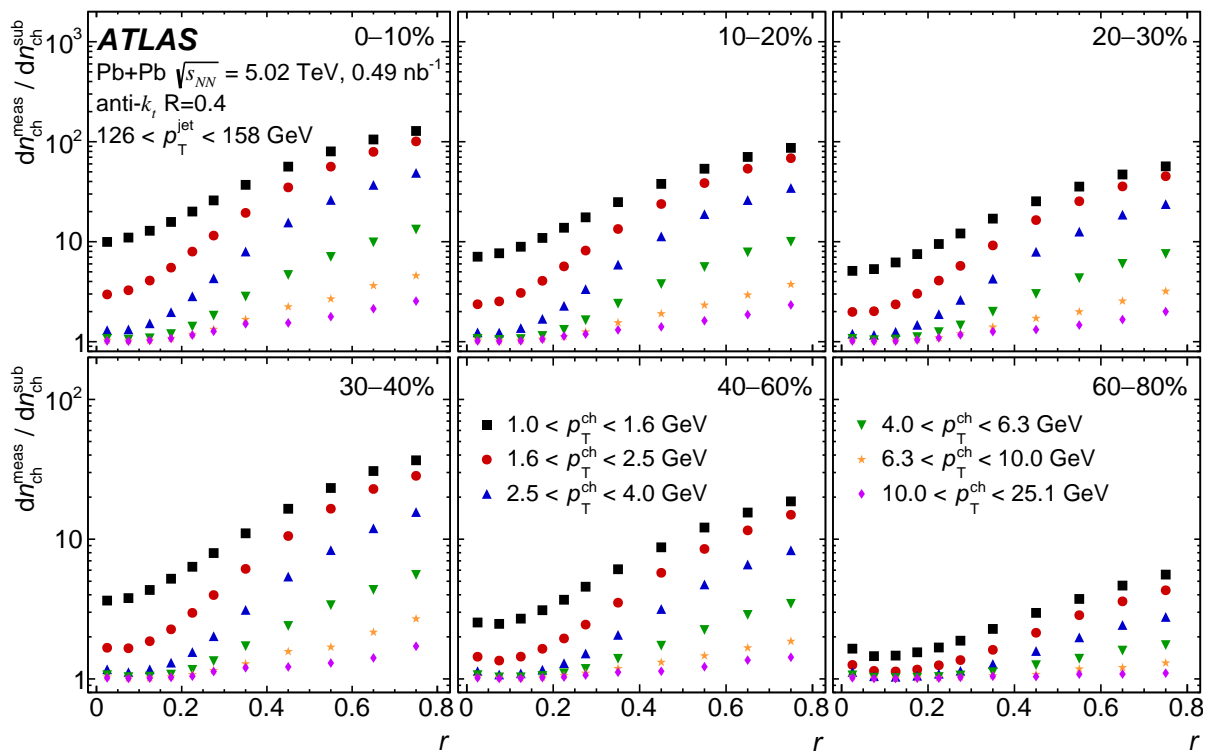 ATLAS
Pb+Pb √s_NN = 5.02 TeV, 0.49 nb⁻¹
anti-k_t R=0.4
126 < p_T^jet < 158 GeV
0–10%
10–20%
20–30%
dn_ch^meas / dn_ch^sub
10³
10²
10
1
30–40%
40–60%
60–80%
1.0 < p_T^ch < 1.6 GeV
1.6 < p_T^ch < 2.5 GeV
2.5 < p_T^ch < 4.0 GeV
4.0 < p_T^ch < 6.3 GeV
6.3 < p_T^ch < 10.0 GeV
10.0 < p_T^ch < 25.1 GeV
dn_ch^meas / dn_ch^sub
10²
10
1
0 0.2 0.4 0.6 0.8
0 0.2 0.4 0.6 0.8
0 0.2 0.4 0.6 0.8
r
r
r